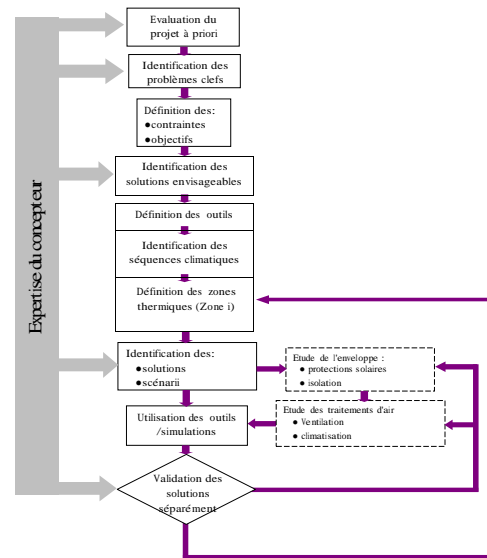 Expertise du concepteur
Evaluation du
projet à priori
Identification des
problèmes clefs
Définition des:
●contraintes
●objectifs
Identification des
solutions envisageables
Définition des outils
Identification des
séquences climatiques
Définition des zones
thermiques (Zone i)
Identification des:
●solutions
●scénarii
Etude de l'enveloppe :
● protections solaires
● isolation
Etude des traitements d'air
● Ventilation
● climatisation
Utilisation des outils
/simulations
Validation des
solutions
séparément